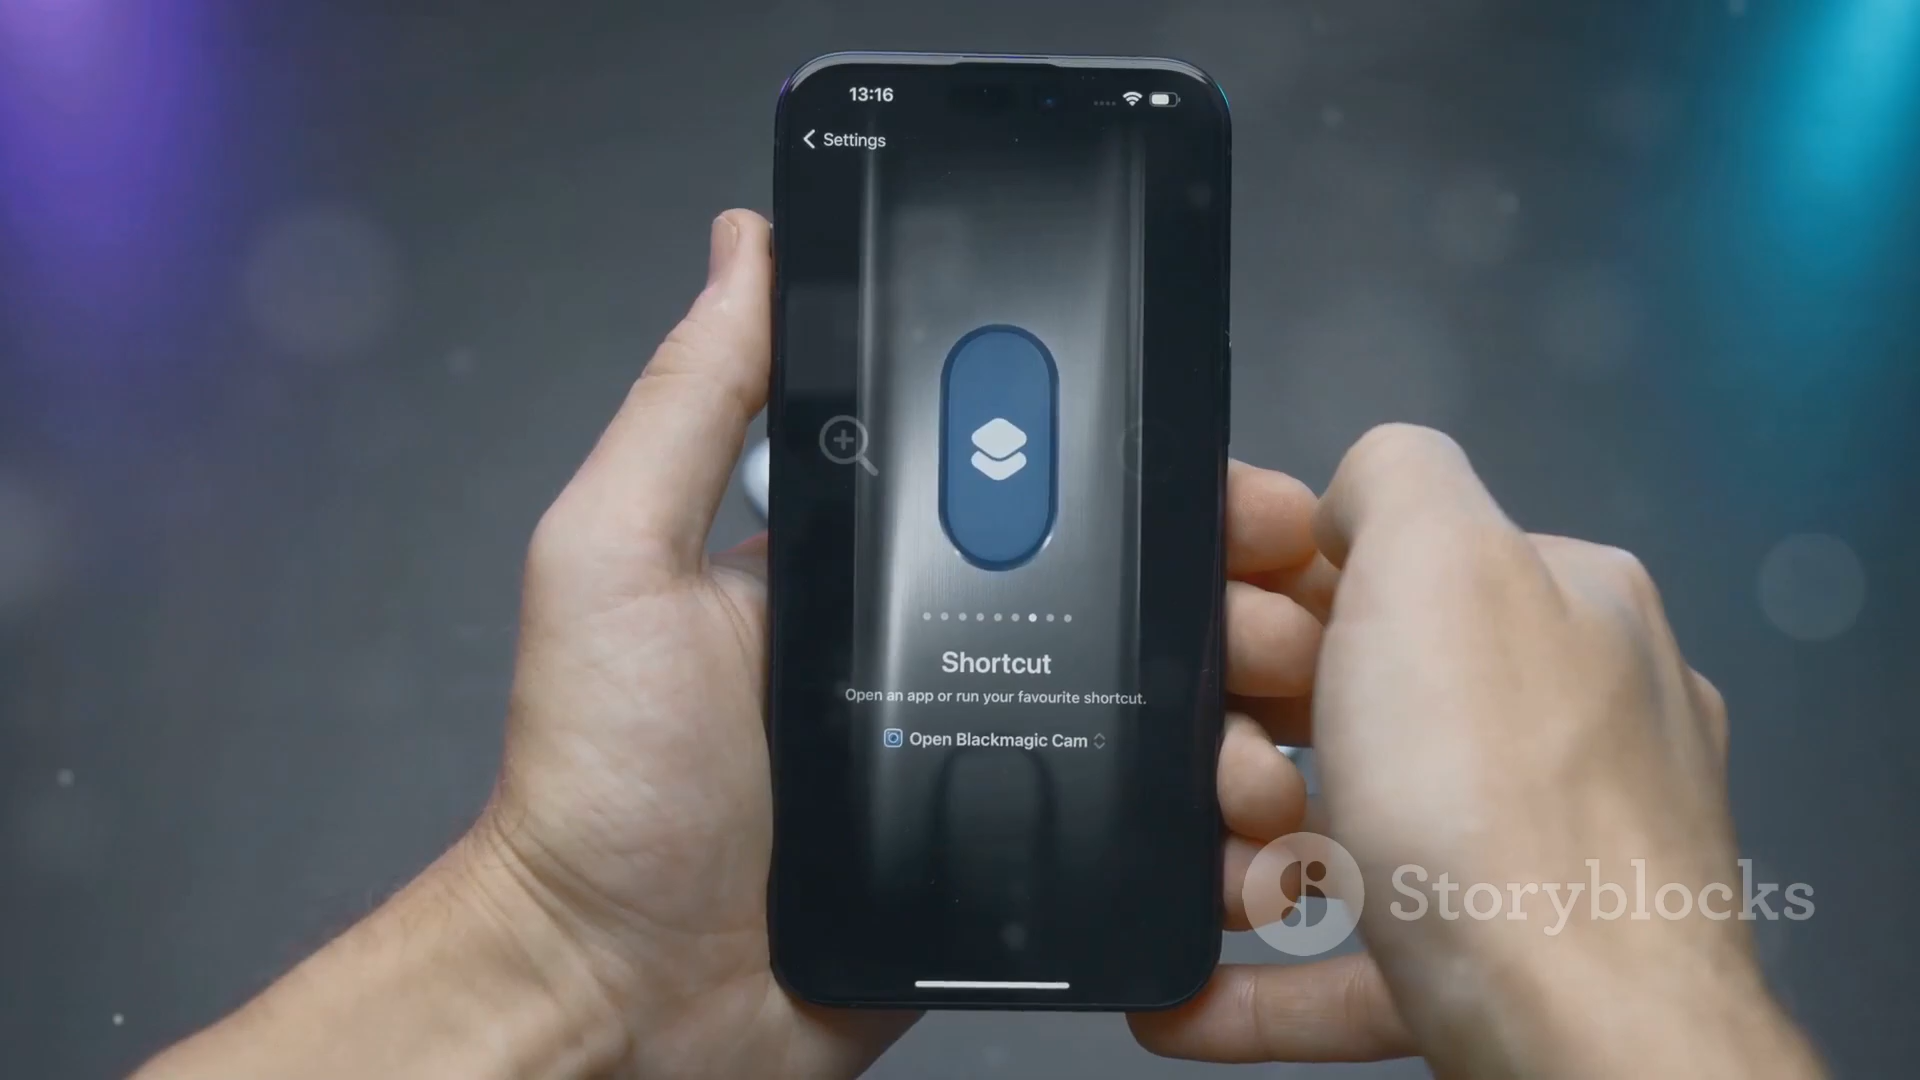 13:16
Settings
Shortcut
Open an app or run your favourite shortcut.
Open Blackmagic Cam
Storyblocks